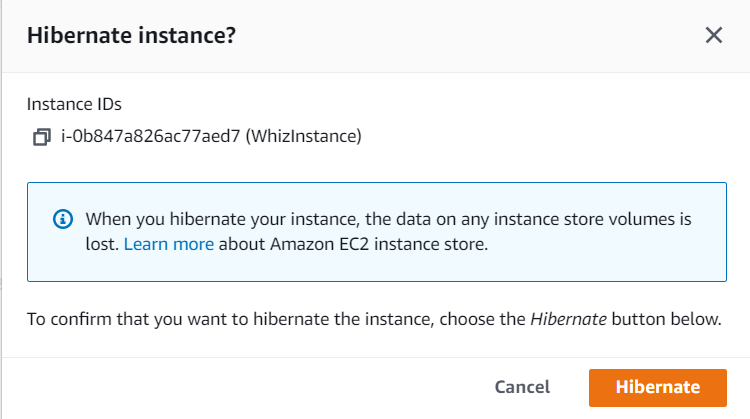 Hibernate instance?
Instance IDs
i-0b847a826ac77aed7 (WhizInstance)
When you hibernate your instance, the data on any instance store volumes is
lost. Learn more about Amazon EC2 instance store.
To confirm that you want to hibernate the instance, choose the Hibernate button below.
Cancel
Hibernate